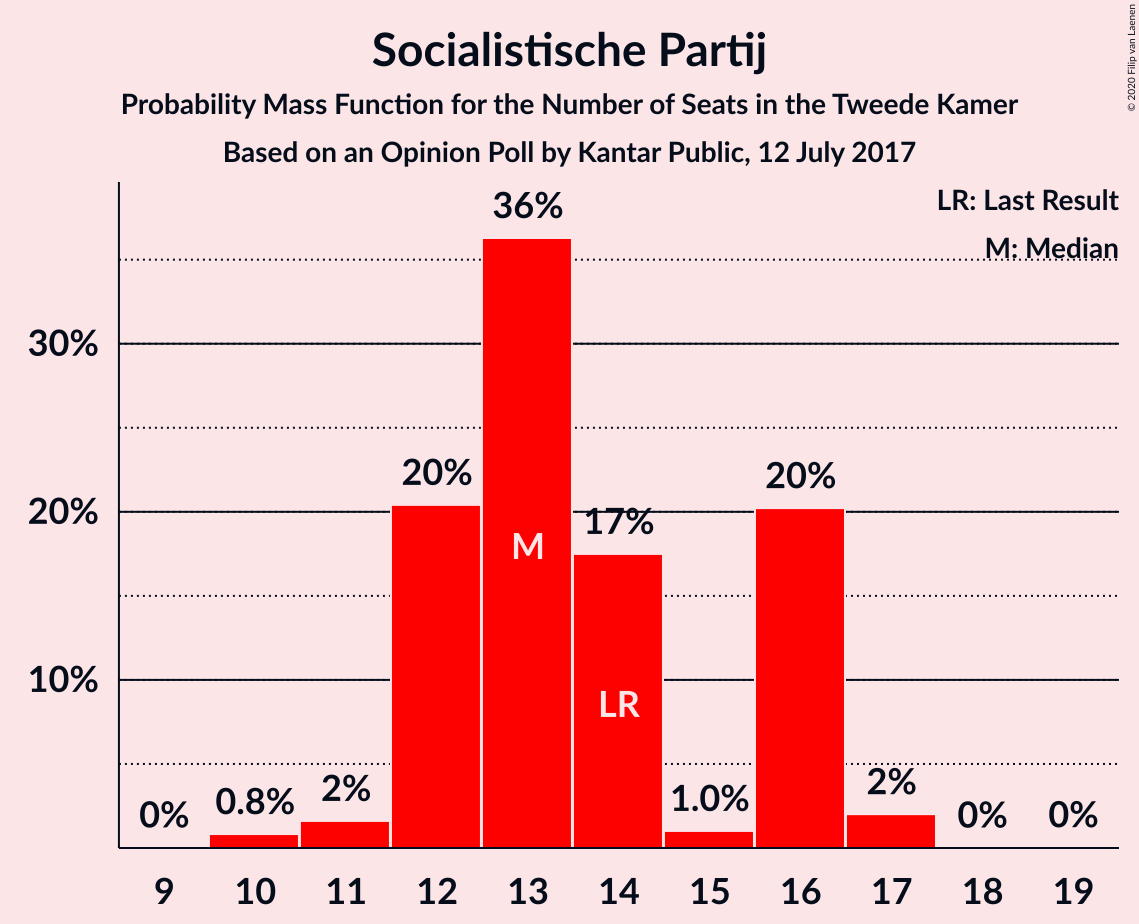 Socialistische Partij
Probability Mass Function for the Number of Seats in the Tweede Kamer
Based on an Opinion Poll by Kantar Public, 12 July 2017
© 2020 Filip van Laenen
LR: Last Result
M: Median
30%
20%
10%
0%
0.8%
2%
20%
36%
17%
1.0%
20%
2%
0%
0%
M
LR
9 10 11 12 13 14 15 16 17 18 19